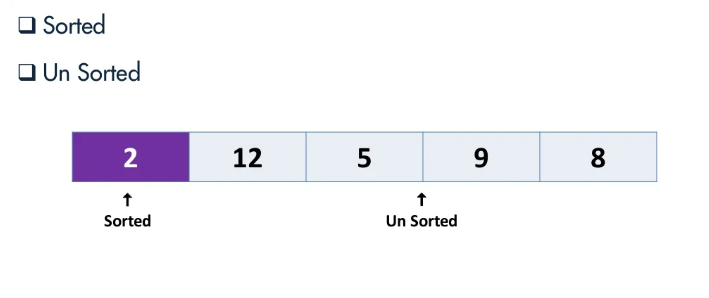 ❑ Sorted
❑ Un Sorted
2 12 5 9 8
↑ ↑
Sorted Un Sorted